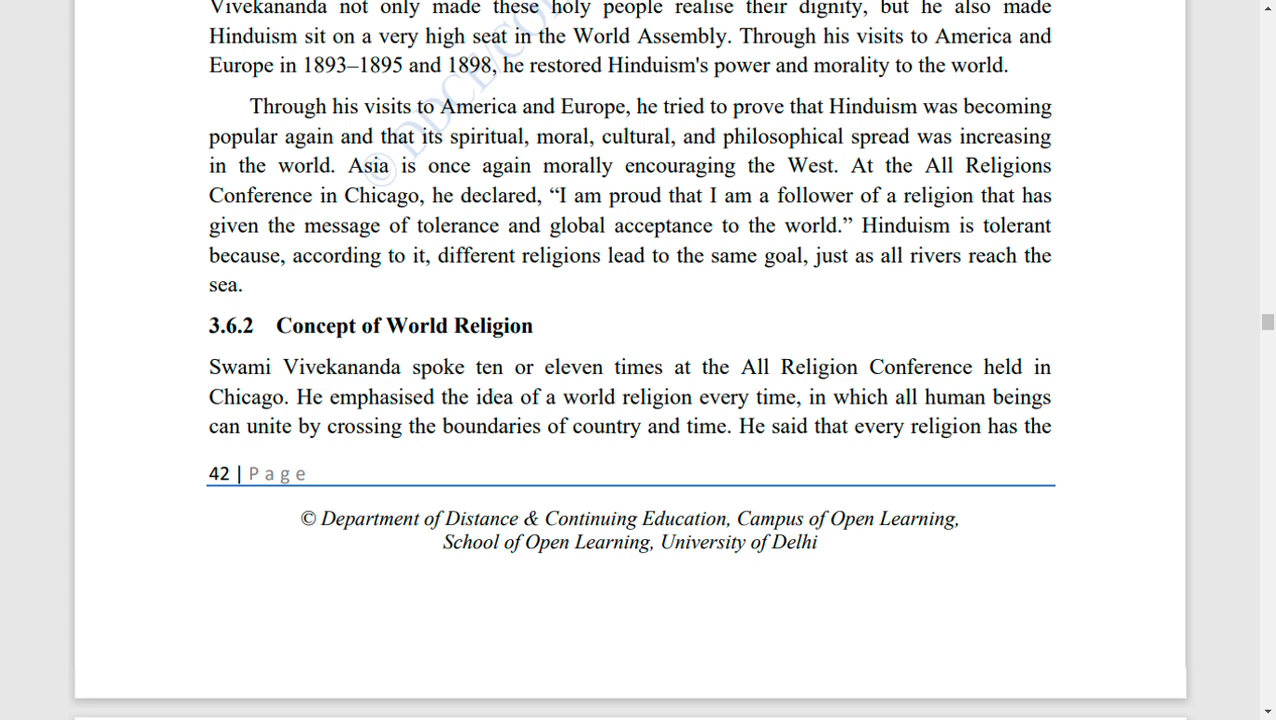 Vivekananda not only made these holy people realise their dignity, but he also made
Hinduism sit on a very high seat in the World Assembly. Through his visits to America and
Europe in 1893–1895 and 1898, he restored Hinduism's power and morality to the world.
Through his visits to America and Europe, he tried to prove that Hinduism was becoming
popular again and that its spiritual, moral, cultural, and philosophical spread was increasing
in the world. Asia is once again morally encouraging the West. At the All Religions
Conference in Chicago, he declared, “I am proud that I am a follower of a religion that has
given the message of tolerance and global acceptance to the world.” Hinduism is tolerant
because, according to it, different religions lead to the same goal, just as all rivers reach the
sea.
3.6.2 Concept of World Religion
Swami Vivekananda spoke ten or eleven times at the All Religion Conference held in
Chicago. He emphasised the idea of a world religion every time, in which all human beings
can unite by crossing the boundaries of country and time. He said that every religion has the
42 | Page
© Department of Distance & Continuing Education, Campus of Open Learning,
School of Open Learning, University of Delhi
© DDCE/CO